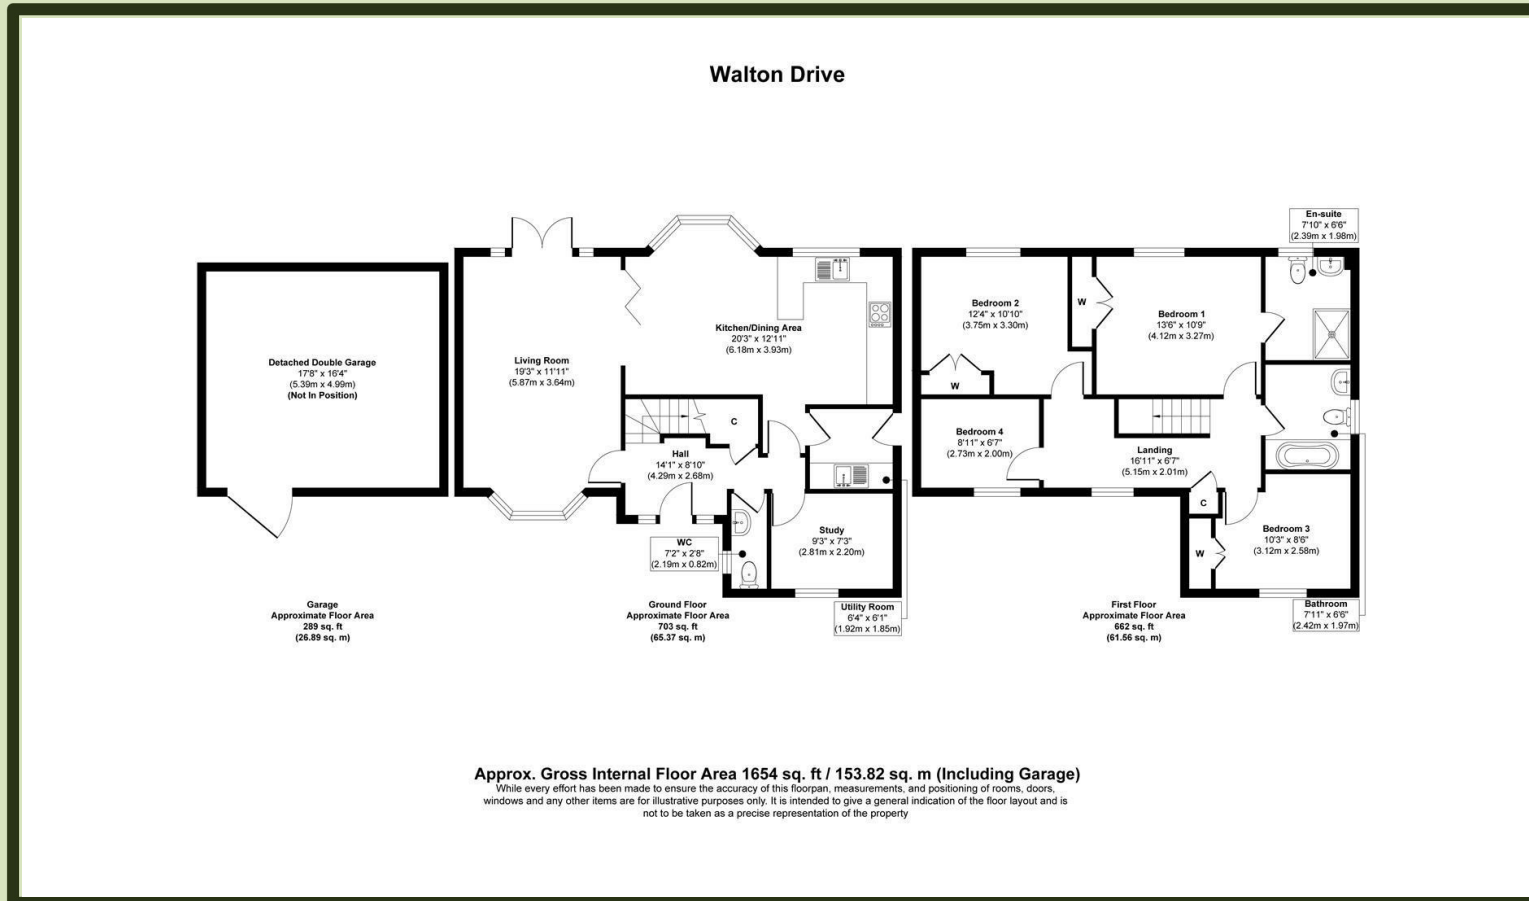 Walton Drive
En-suite
7'10" x 6'6"
(2.39m x 1.98m)
Detached Double Garage
17'8" x 16'4"
(5.39m x 4.99m)
(Not In Position)
Living Room
19'3" x 11'11"
(5.87m x 3.64m)
Kitchen/Dining Area
20'3" x 12'11"
(6.18m x 3.93m)
C
Hall
14'1" x 8'10"
(4.29m x 2.68m)
WC
7'2" x 2'8"
(2.19m x 0.82m)
Study
9'3" x 7'3"
(2.81m x 2.20m)
Utility Room
6'4" x 6'1"
(1.92m x 1.85m)
Bedroom 2
12'4" x 10'10"
(3.75m x 3.30m)
W
W
Bedroom 1
13'6" x 10'9"
(4.12m x 3.27m)
Bedroom 4
8'11" x 6'7"
(2.73m x 2.00m)
Landing
16'11" x 6'7"
(5.15m x 2.01m)
C
W
Bedroom 3
10'3" x 8'6"
(3.12m x 2.58m)
Bathroom
7'11" x 6'6"
(2.42m x 1.97m)
Garage
Approximate Floor Area
289 sq. ft
(26.89 sq. m)
Ground Floor
Approximate Floor Area
703 sq. ft
(65.37 sq. m)
First Floor
Approximate Floor Area
662 sq. ft
(61.56 sq. m)
Approx. Gross Internal Floor Area 1654 sq. ft / 153.82 sq. m (Including Garage)
While every effort has been made to ensure the accuracy of this floorpan, measurements, and positioning of rooms, doors,
windows and any other items are for illustrative purposes only. It is intended to give a general indication of the floor layout and is
not to be taken as a precise representation of the property